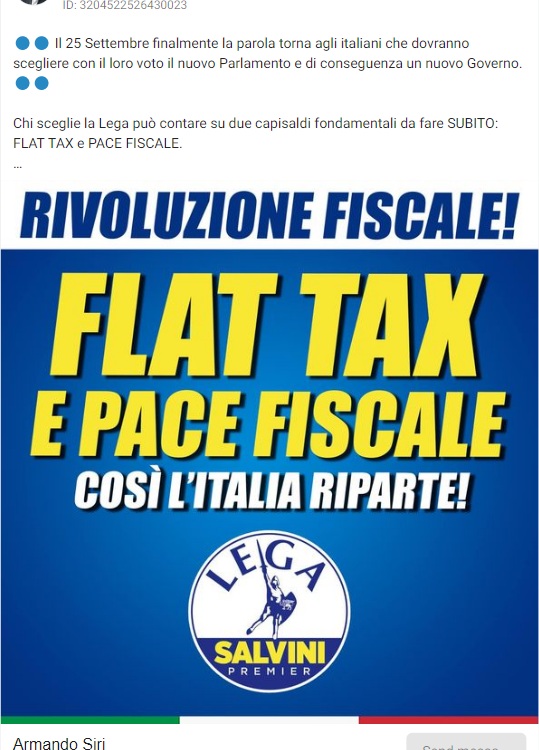 ID: 3204522526430023
Il 25 Settembre finalmente la parola torna agli italiani che dovranno
scegliere con il loro voto il nuovo Parlamento e di conseguenza un nuovo Governo.
Chi sceglie la Lega può contare su due capisaldi fondamentali da fare SUBITO:
FLAT TAX e PACE FISCALE.
...
RIVOLUZIONE FISCALE!
FLAT TAX
E PACE FISCALE
COSÌ L'ITALIA RIPARTE!
LEGA
SALVINI
PREMIER
Armando Siri